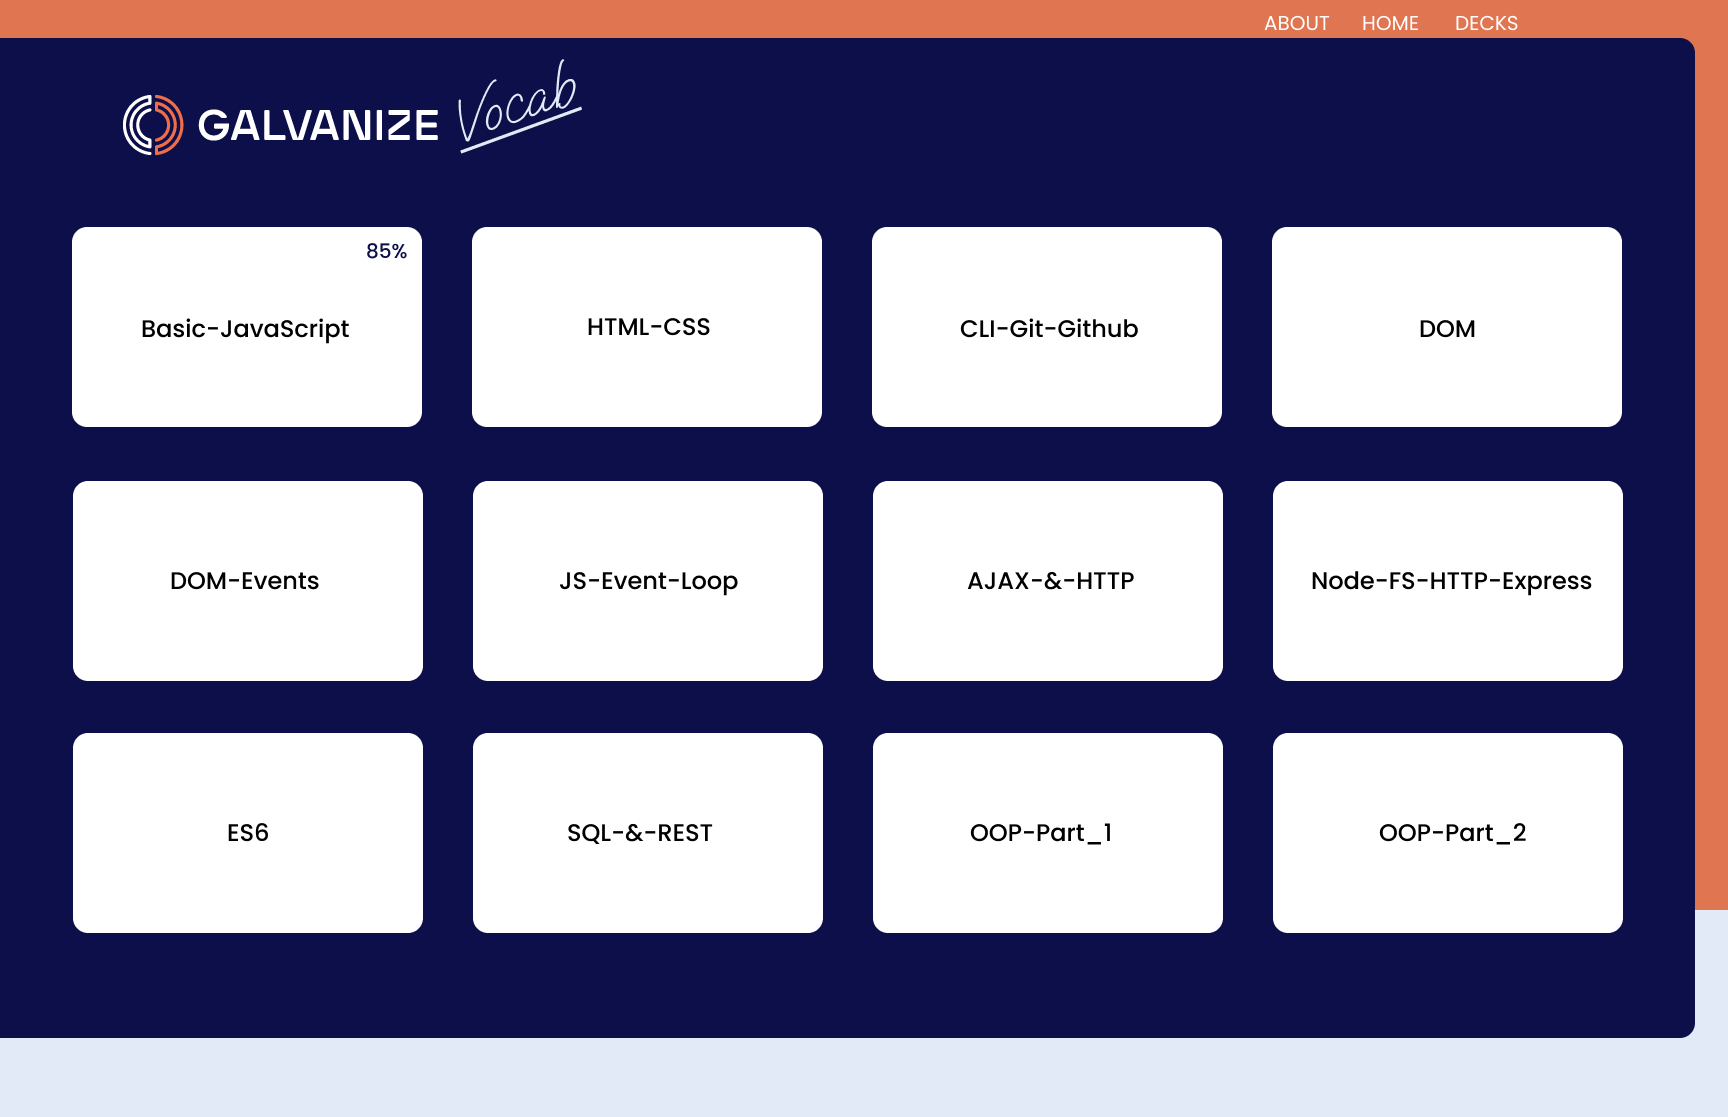 ABOUT HOME DECKS
GALVANIZE Vocab
85%
Basic-JavaScript
HTML-CSS
CLI-Git-Github
DOM
DOM-Events
JS-Event-Loop
AJAX-&-HTTP
Node-FS-HTTP-Express
ES6
SQL-&-REST
OOP-Part_1
OOP-Part_2